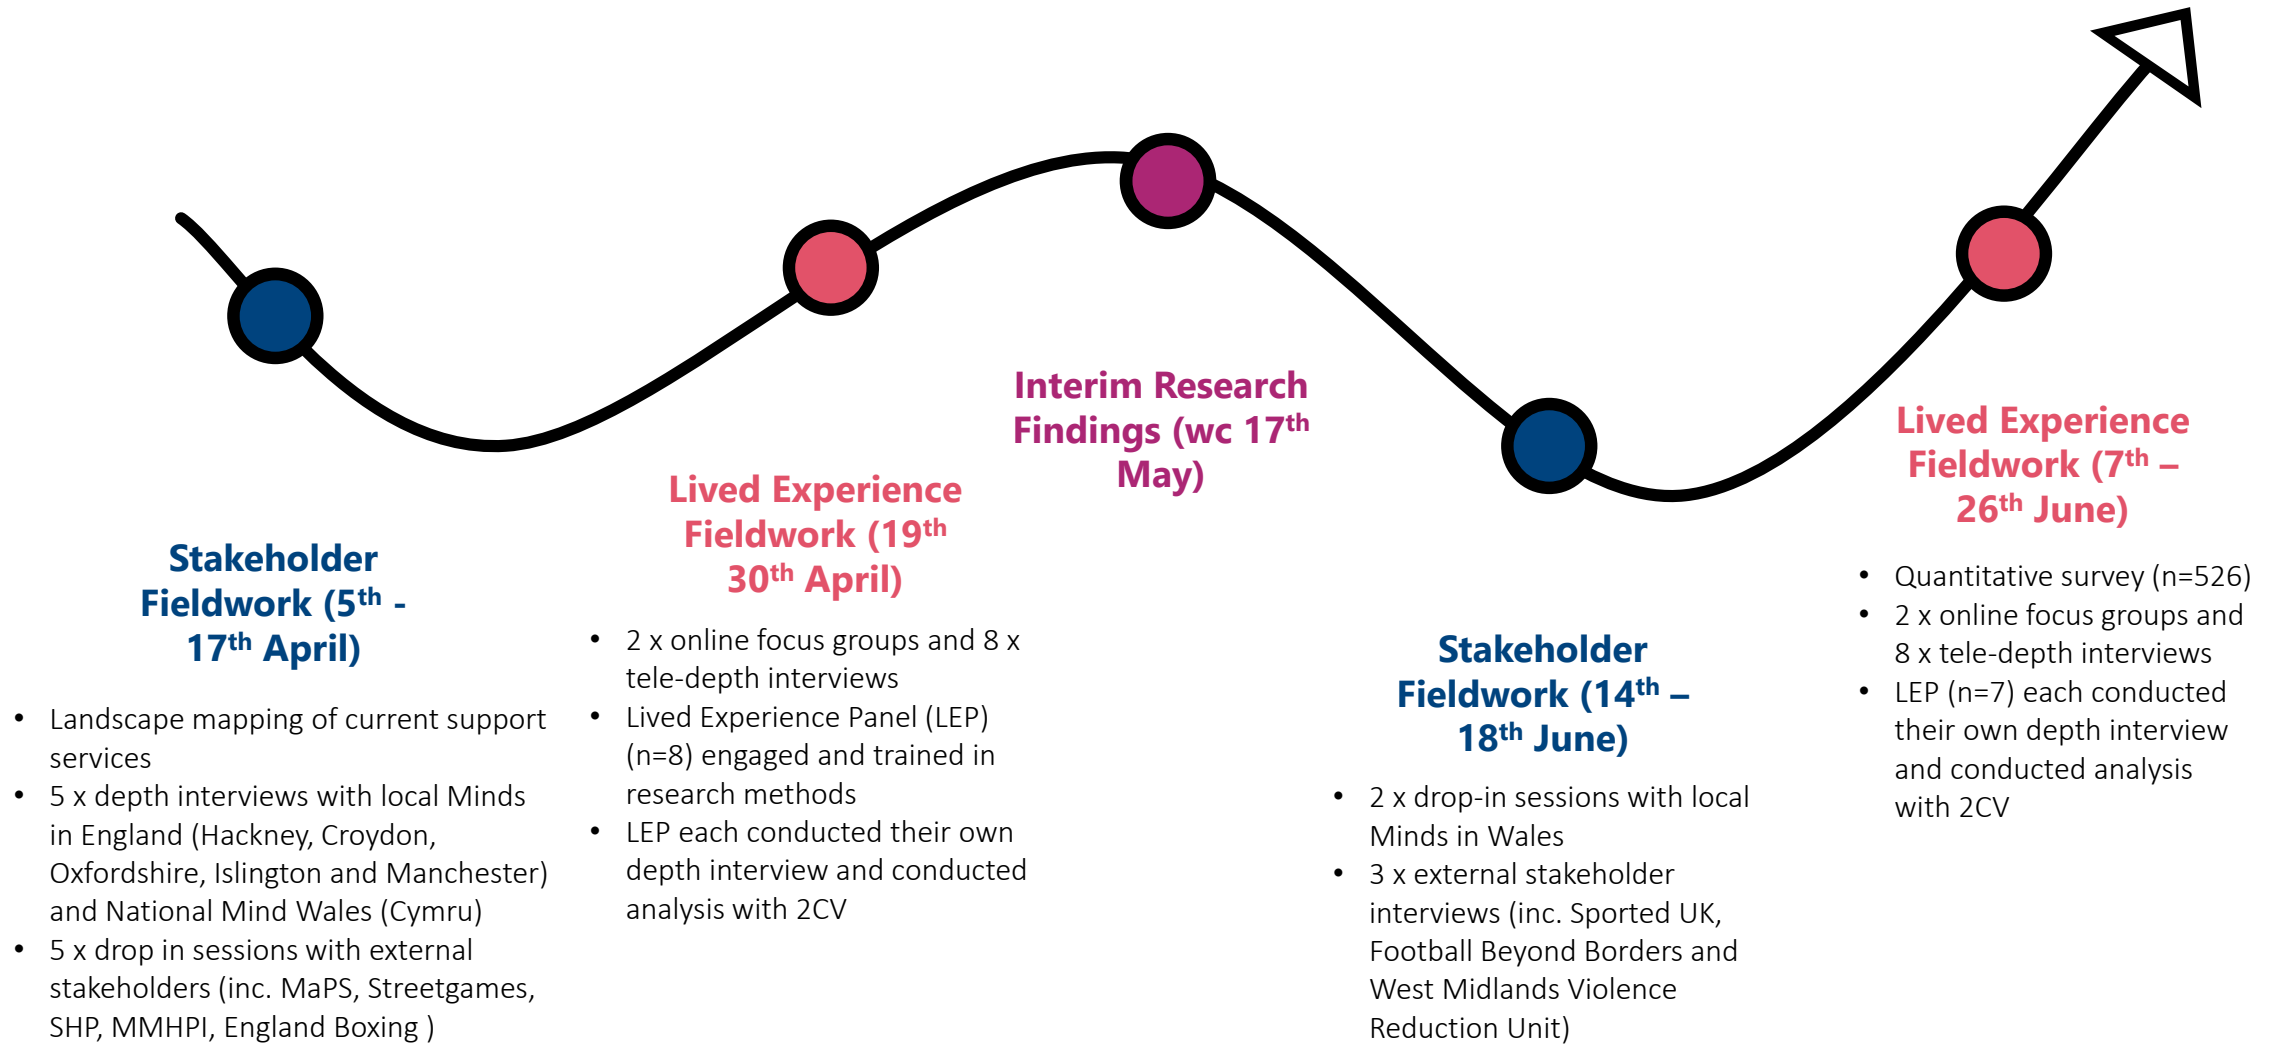 Stakeholder
Fieldwork (5th -
17th April)
• Landscape mapping of current support
services
• 5 x depth interviews with local Minds
in England (Hackney, Croydon,
Oxfordshire, Islington and Manchester)
and National Mind Wales (Cymru)
• 5 x drop in sessions with external
stakeholders (inc. MaPS, Streetgames,
SHP, MMHPI, England Boxing )
Lived Experience
Fieldwork (19th
30th April)
• 2 x online focus groups and 8 x
tele-depth interviews
• Lived Experience Panel (LEP)
(n=8) engaged and trained in
research methods
• LEP each conducted their own
depth interview and conducted
analysis with 2CV
Interim Research
Findings (wc 17th
May)
Stakeholder
Fieldwork (14th –
18th June)
• 2 x drop-in sessions with local
Minds in Wales
• 3 x external stakeholder
interviews (inc. Sported UK,
Football Beyond Borders and
West Midlands Violence
Reduction Unit)
Lived Experience
Fieldwork (7th –
26th June)
• Quantitative survey (n=526)
• 2 x online focus groups and
8 x tele-depth interviews
• LEP (n=7) each conducted
their own depth interview
and conducted analysis
with 2CV